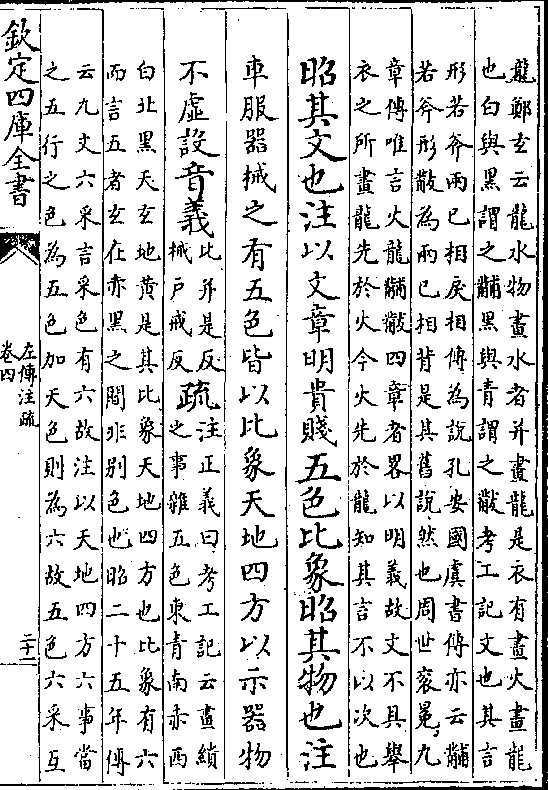 龍鄭玄云龍水物畫水者并畫龍是衣有畫火畫龍
也白與黑謂之黼黑與青謂之黻考工記文也其言
形若斧兩已相戾相傳為說孔安國虞書傳亦云黼
若斧形黻為兩已相背是其舊說然也周世衮冕九
章傳唯言火龍黼黻四章者畧以明義故文不具舉
衣之所畫龍先於火今火先於龍知其言不以次也
昭其文也注以文章明貴賤五色比象昭其物也注
車服器械之有五色皆以比象天地四方以示器物
不虚設音義比并是反
械户戒反疏注正義曰考工記云畫繢
之事雜五色東青南赤西
白北黑天玄地黄是其比象天地四方也比象有六
而言五者玄在赤黑之間非别色也昭二十五年傳
云九文六采言采色有六故注以天地四方六事當
之五行之色為五色加天色則為六故五色六采互
欽定四庫全書
左傳注疏
卷四
二十一